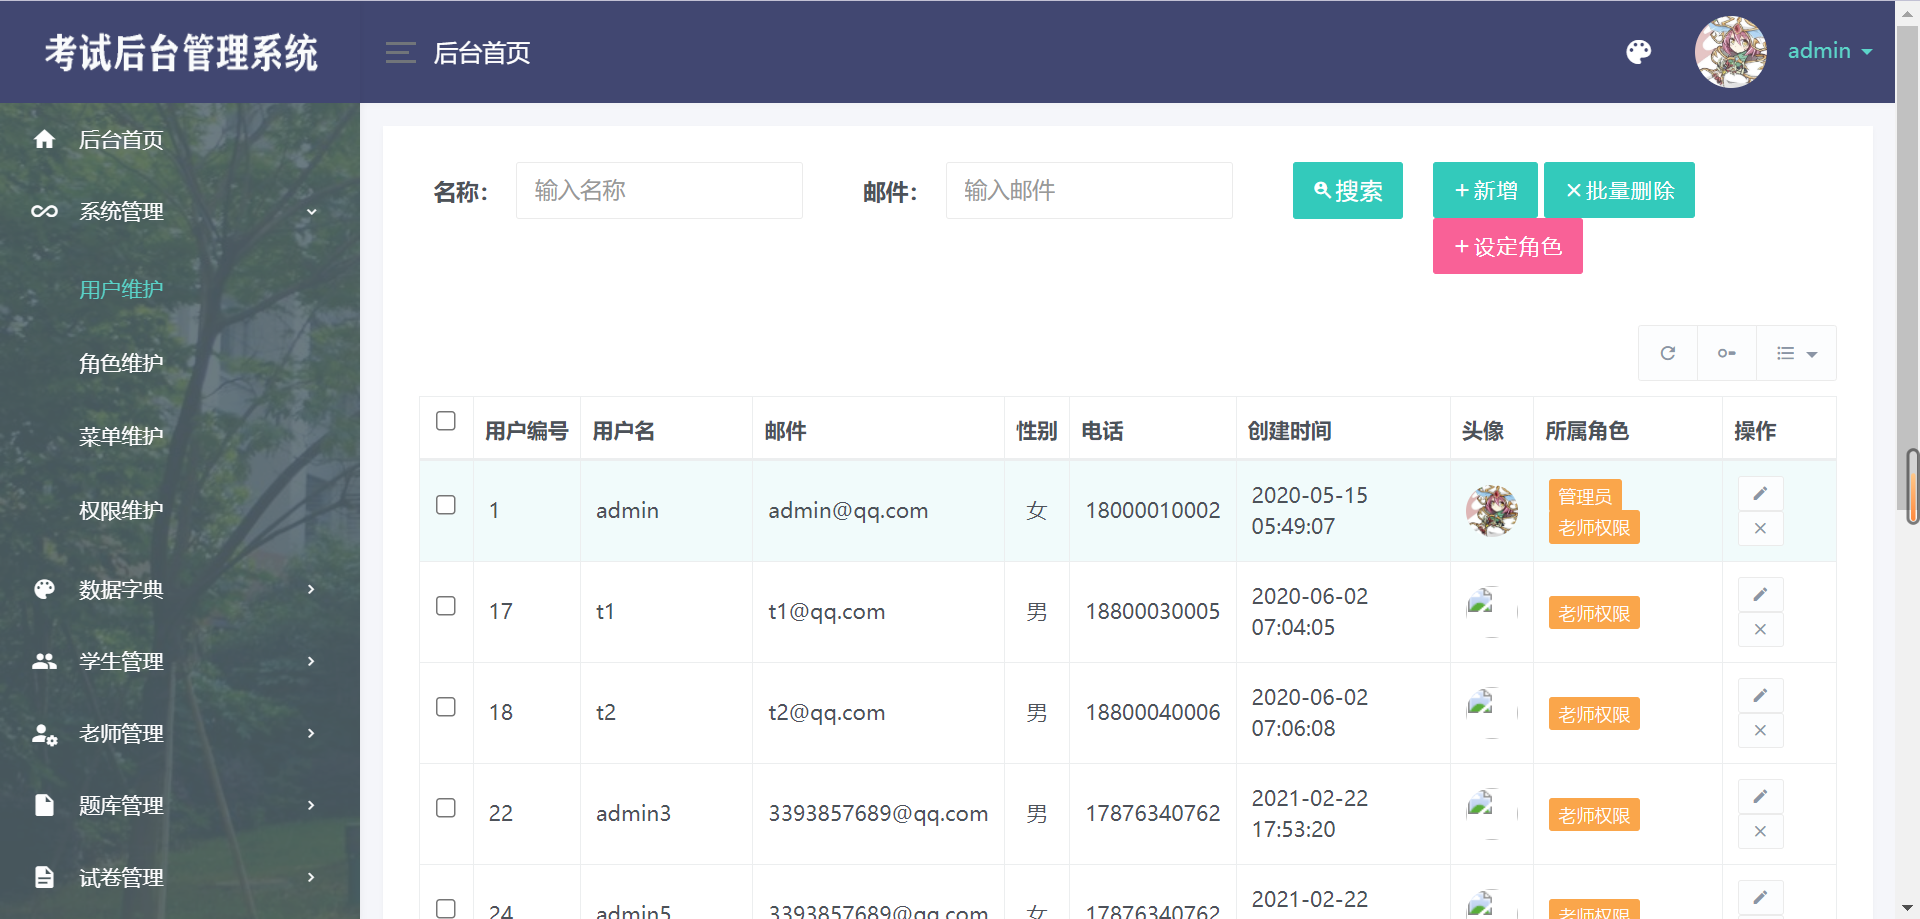 考试后台管理系统
后台首页
admin
后台首页
系统管理
用户维护
角色维护
菜单维护
权限维护
数据字典
学生管理
老师管理
题库管理
试卷管理
名称： 输入名称 邮件： 输入邮件 搜索 +新增 ×批量删除
+设定角色
用户编号 用户名 邮件 性别 电话 创建时间 头像 所属角色 操作
1 admin admin@qq.com 女 18000010002 2020-05-15 05:49:07 管理员 老师权限
17 t1 t1@qq.com 男 18800030005 2020-06-02 07:04:05 老师权限
18 t2 t2@qq.com 男 18800040006 2020-06-02 07:06:08 老师权限
22 admin3 3393857689@qq.com 男 17876340762 2021-02-22 17:53:20 老师权限
24 admin5 3393857689@qq.com 女 17876340762 2021-02-22 老师权限